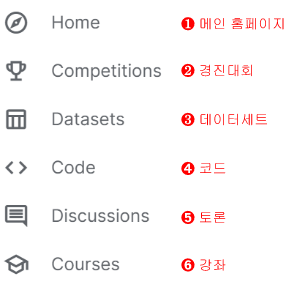 Home ❶ 메인 홈페이지
Competitions ❷ 경진대회
Datasets ❸ 데이터세트
Code ❹ 코드
Discussions ❺ 토론
Courses ❻ 강좌